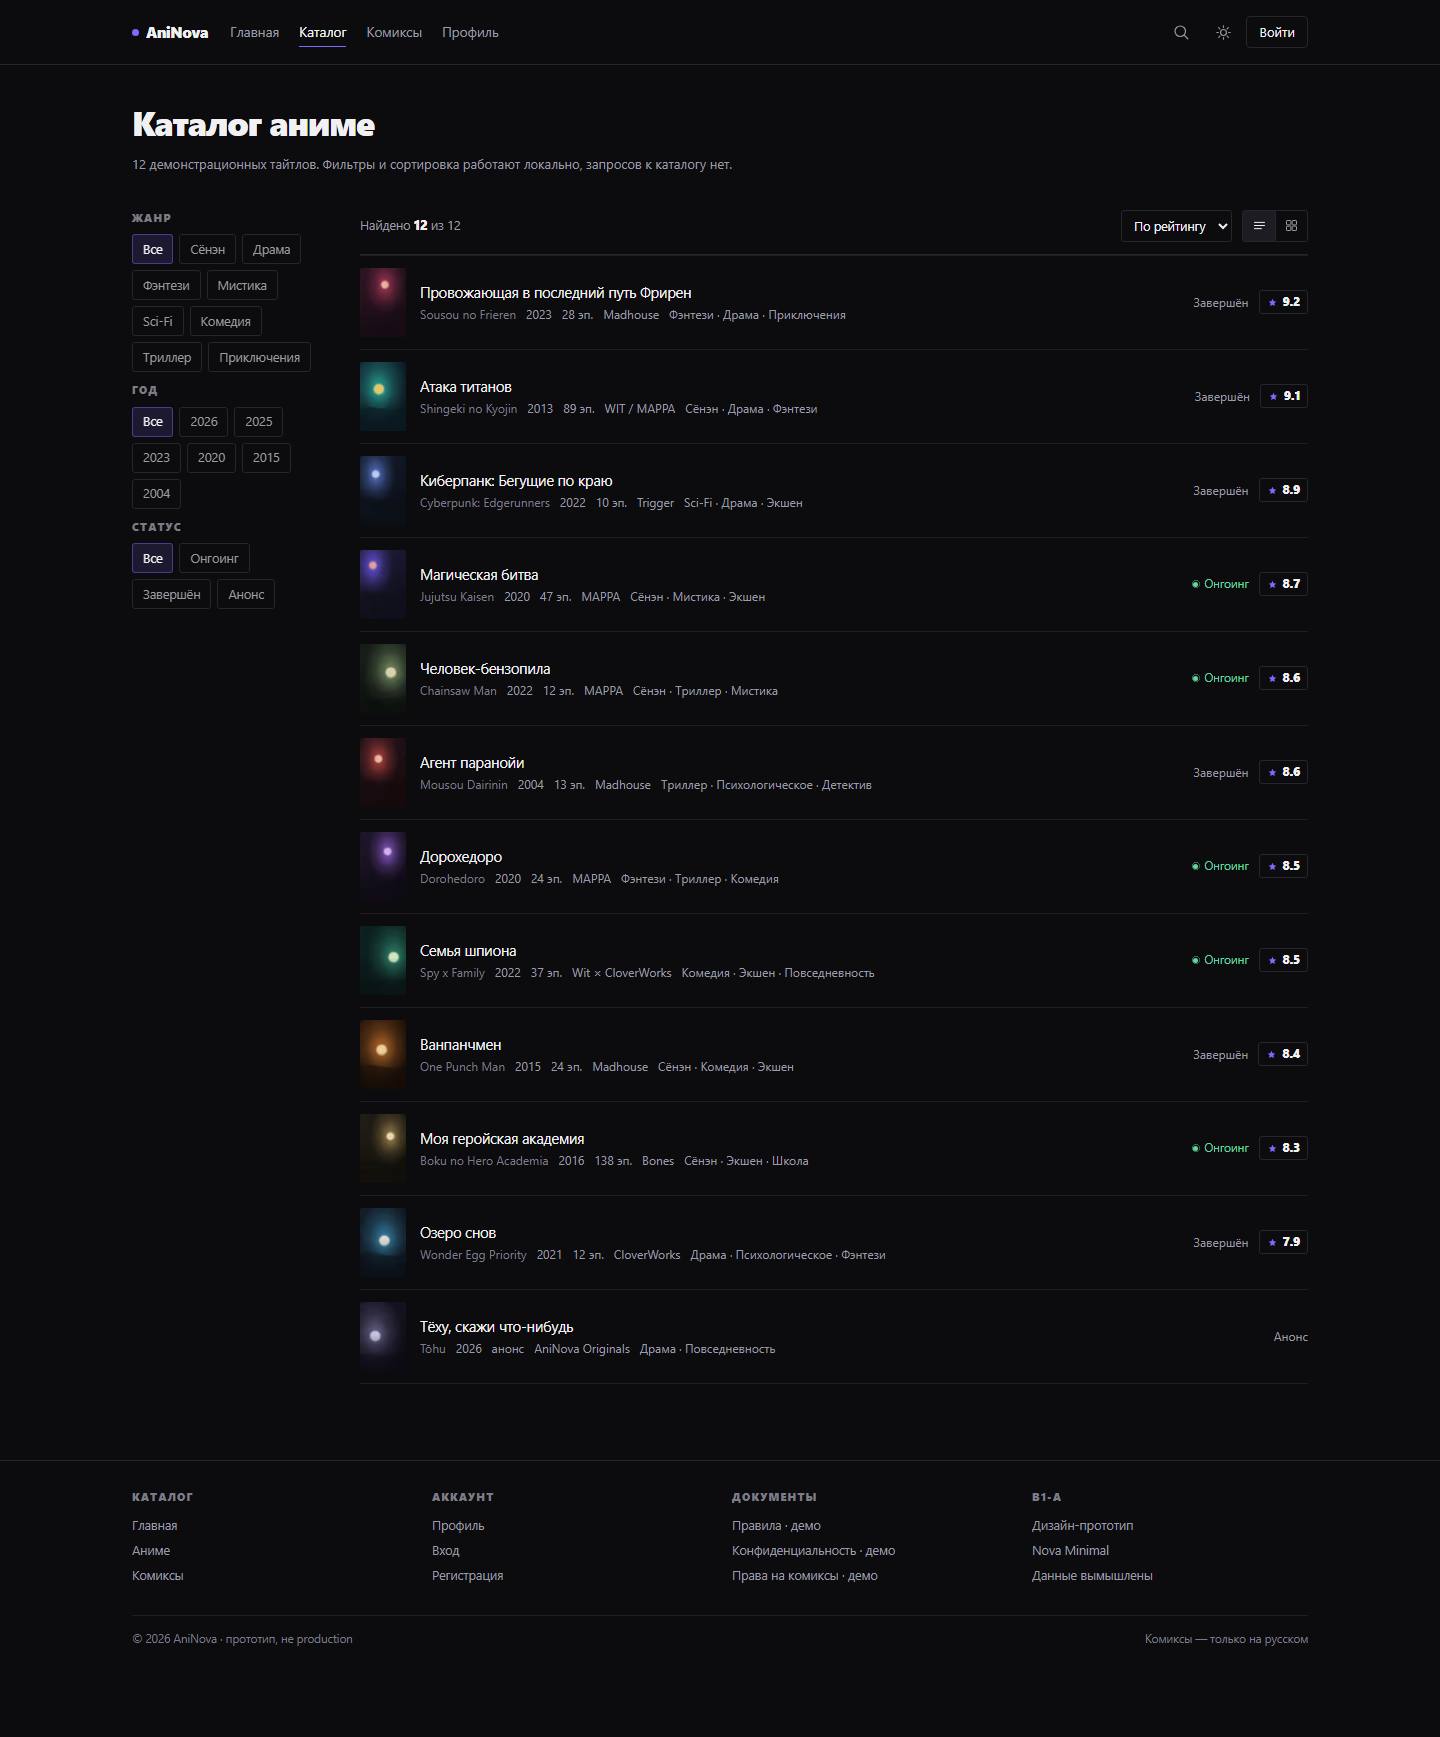 AniNova Главная Каталог Комиксы Профиль Войти
Каталог аниме
12 демонстрационных тайтлов. Фильтры и сортировка работают локально, запросов к каталогу нет.
ЖАНР
Все Сёнэн Драма
Фэнтези Мистика
Sci-Fi Комедия
Триллер Приключения
ГОД
Все 2026 2025
2023 2020 2015
2004
СТАТУС
Все Онгоинг
Завершён Анонс
Найдено 12 из 12 По рейтингу
Провожающая в последний путь Фрирен
Sousou no Frieren 2023 28 эп. Madhouse Фэнтези · Драма · Приключения
Завершён ★ 9.2
Атака титанов
Shingeki no Kyojin 2013 89 эп. WIT / MAPPA Сёнэн · Драма · Фэнтези
Завершён ★ 9.1
Киберпанк: Бегущие по краю
Cyberpunk: Edgerunners 2022 10 эп. Trigger Sci-Fi · Драма · Экшен
Завершён ★ 8.9
Магическая битва
Jujutsu Kaisen 2020 47 эп. MAPPA Сёнэн · Мистика · Экшен
Онгоинг ★ 8.7
Человек-бензопила
Chainsaw Man 2022 12 эп. MAPPA Сёнэн · Триллер · Мистика
Онгоинг ★ 8.6
Агент паранойи
Mousou Dairinin 2004 13 эп. Madhouse Триллер · Психологическое · Детектив
Завершён ★ 8.6
Дорохедоро
Dorohedoro 2020 24 эп. MAPPA Фэнтези · Триллер · Комедия
Онгоинг ★ 8.5
Семья шпиона
Spy x Family 2022 37 эп. Wit × CloverWorks Комедия · Экшен · Повседневность
Онгоинг ★ 8.5
Ванпанчмен
One Punch Man 2015 24 эп. Madhouse Сёнэн · Комедия · Экшен
Завершён ★ 8.4
Моя геройская академия
Boku no Hero Academia 2016 138 эп. Bones Сёнэн · Экшен · Школа
Онгоинг ★ 8.3
Озеро снов
Wonder Egg Priority 2021 12 эп. CloverWorks Драма · Психологическое · Фэнтези
Завершён ★ 7.9
Тёху, скажи что-нибудь
Tōhu 2026 анонс AniNova Originals Драма · Повседневность
Анонс
КАТАЛОГ
Главная
Аниме
Комиксы
АККАУНТ
Профиль
Вход
Регистрация
ДОКУМЕНТЫ
Правила · демо
Конфиденциальность · демо
Права на комиксы · демо
B1-A
Дизайн-прототип
Nova Minimal
Данные вымышлены
© 2026 AniNova · прототип, не production
Комиксы — только на русском